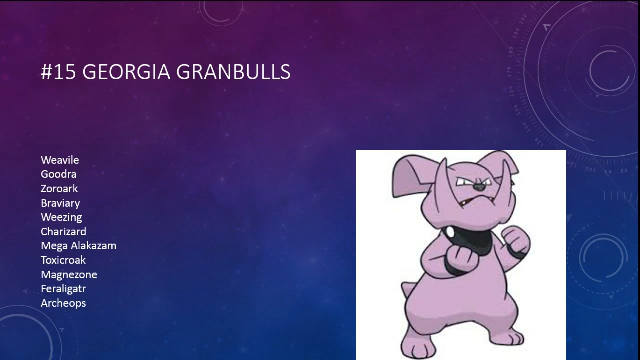 #15 GEORGIA GRANBULLS
Weavile
Goodra
Zoroark
Braviary
Weezing
Charizard
Mega Alakazam
Toxicroak
Magnezone
Feraligatr
Archeops